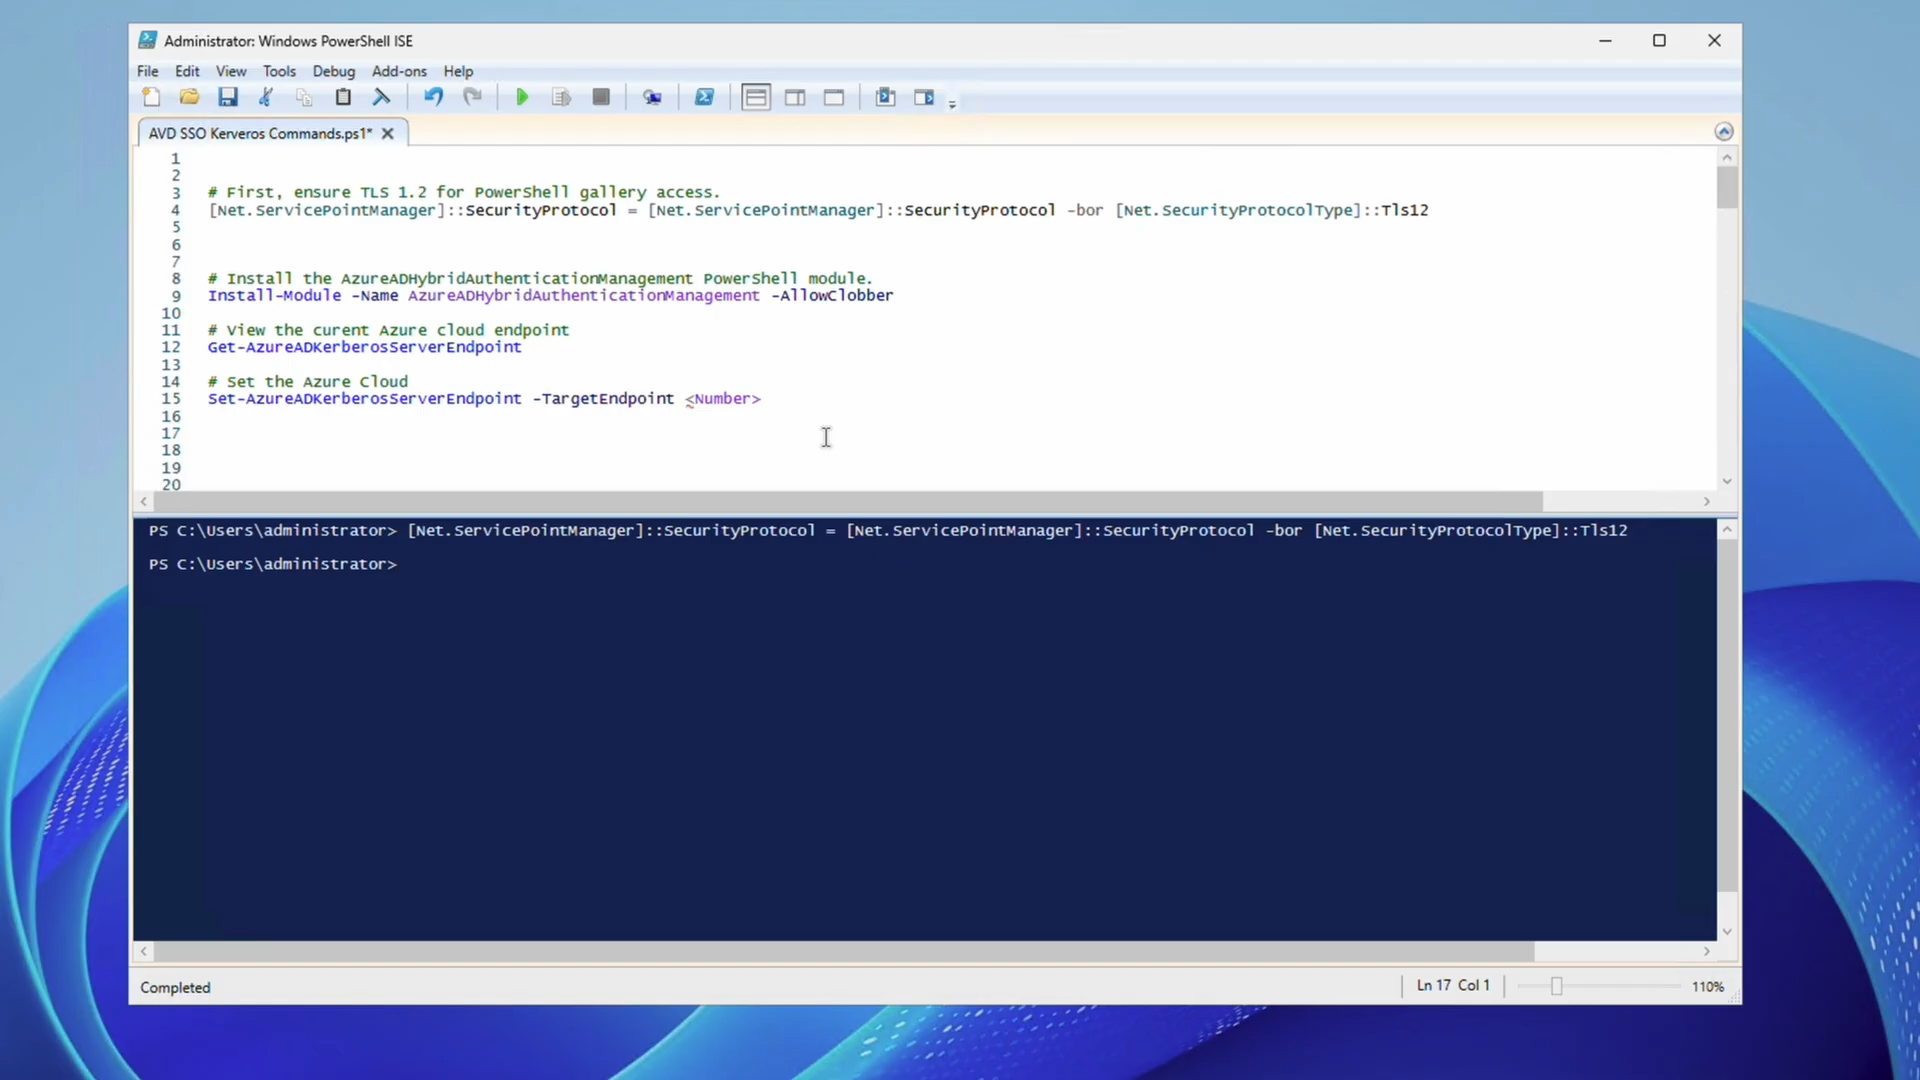 Administrator: Windows PowerShell ISE
File Edit View Tools Debug Add-ons Help
AVD SSO Kerveros Commands.ps1*
1
2
3 # First, ensure TLS 1.2 for PowerShell gallery access.
4 [Net.ServicePointManager]::SecurityProtocol = [Net.ServicePointManager]::SecurityProtocol -bor [Net.SecurityProtocolType]::Tls12
5
6
7
8 # Install the AzureADHybridAuthenticationManagement PowerShell module.
9 Install-Module -Name AzureADHybridAuthenticationManagement -AllowClobber
10
11 # View the curent Azure cloud endpoint
12 Get-AzureADKerberosServerEndpoint
13
14 # Set the Azure Cloud
15 Set-AzureADKerberosServerEndpoint -TargetEndpoint <Number>
16
17
18
19
20
PS C:\Users\administrator> [Net.ServicePointManager]::SecurityProtocol = [Net.ServicePointManager]::SecurityProtocol -bor [Net.SecurityProtocolType]::Tls12
PS C:\Users\administrator>
Completed
Ln 17 Col 1
110%